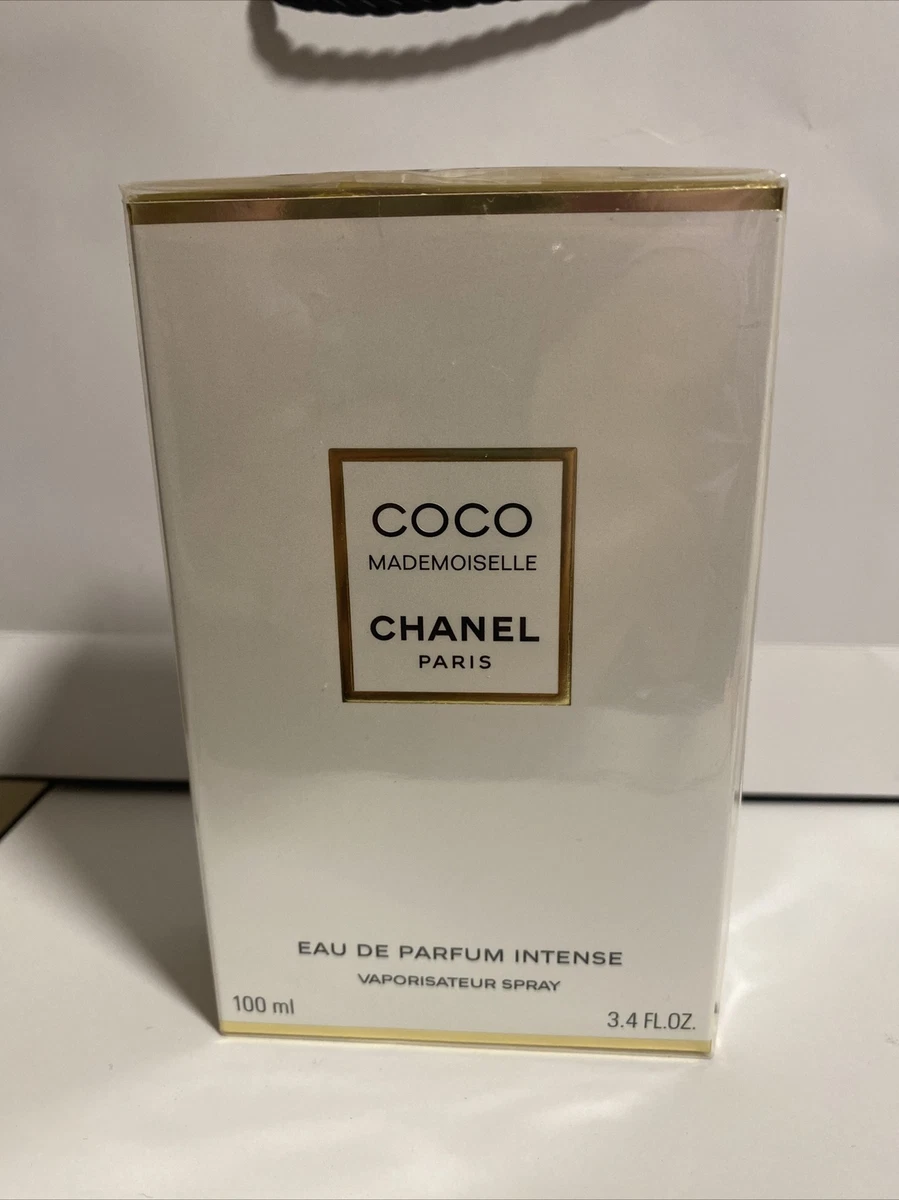 COCO
MADEMOISELLE
CHANEL
PARIS
EAU DE PARFUM INTENSE
VAPORISATEUR SPRAY
100 ml
3.4 FL.OZ.